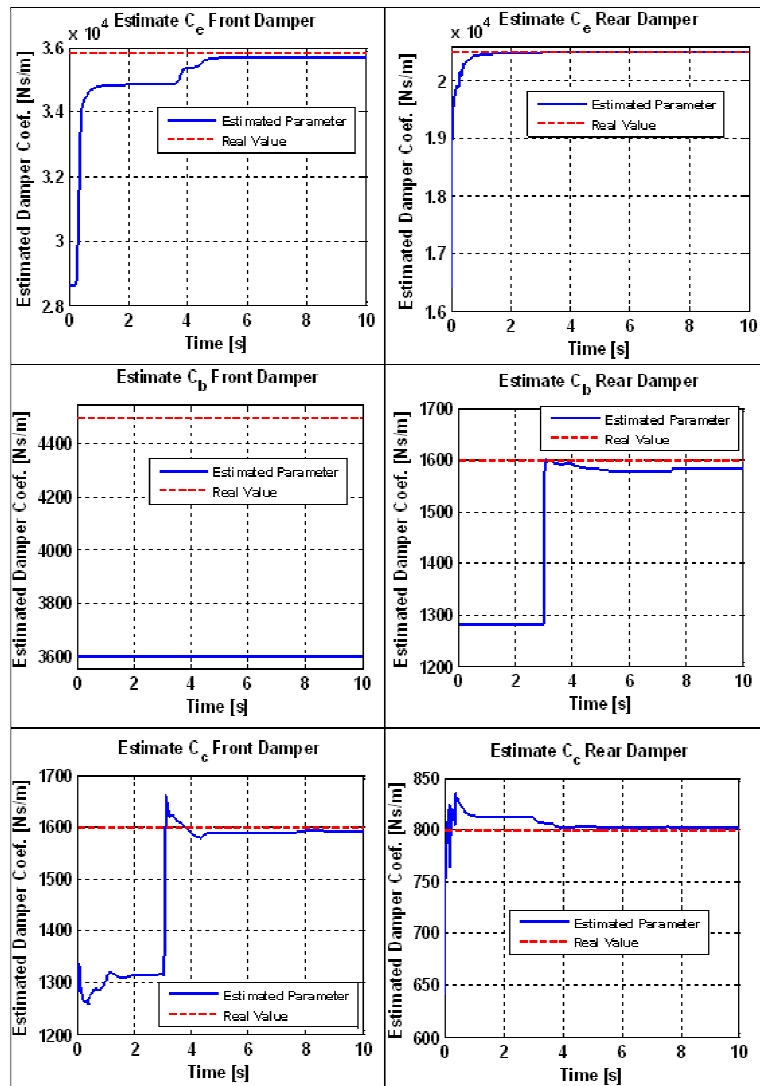 Estimate Ce Front Damper
× 10^4
Estimated Damper Coef. [Ns/m]
3.6
3.4
3.2
3
2.8
Estimated Parameter
Real Value
0 2 4 6 8 10
Time [s]
Estimate Ce Rear Damper
× 10^4
Estimated Damper Coef. [Ns/m]
2
1.9
1.8
1.7
1.6
Estimated Parameter
Real Value
0 2 4 6 8 10
Time [s]
Estimate Cb Front Damper
Estimated Damper Coef. [Ns/m]
4400
4200
4000
3800
3600
Estimated Parameter
Real Value
0 2 4 6 8 10
Time [s]
Estimate Cb Rear Damper
Estimated Damper Coef. [Ns/m]
1700
1600
1500
1400
1300
1200
Estimated Parameter
Real Value
0 2 4 6 8 10
Time [s]
Estimate Cc Front Damper
Estimated Damper Coef. [Ns/m]
1700
1600
1500
1400
1300
1200
Estimated Parameter
Real Value
0 2 4 6 8 10
Time [s]
Estimate Cc Rear Damper
Estimated Damper Coef. [Ns/m]
850
800
750
700
650
600
Estimated Parameter
Real Value
0 2 4 6 8 10
Time [s]